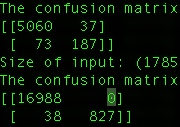 The confusion matrix
[[5060 37]
[ 73 187]]
Size of input: (1785
The confusion matrix
[[16988 0]
[ 38 827]]